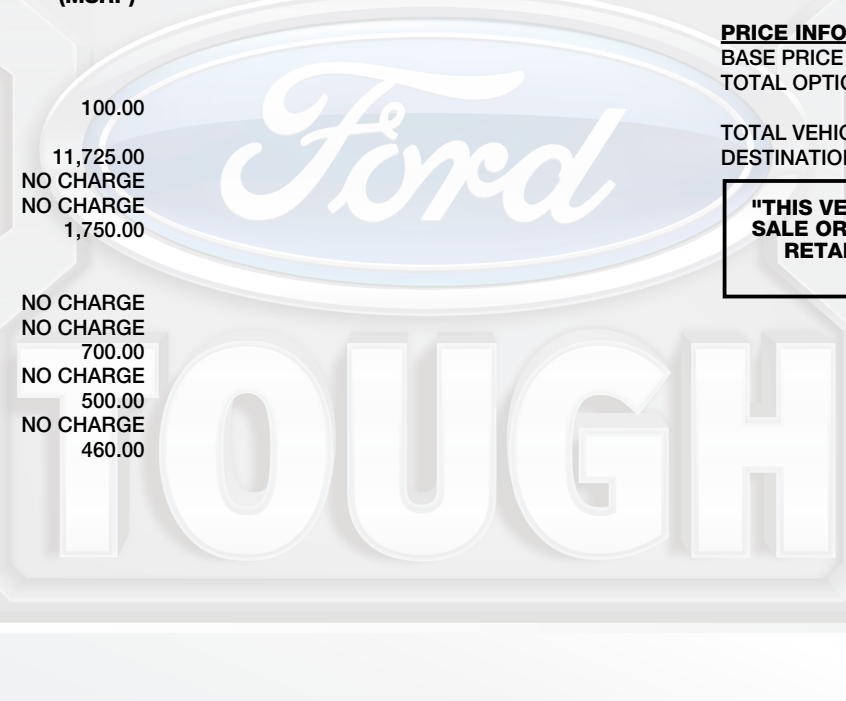 (MSRP)
100.00
11,725.00
NO CHARGE
NO CHARGE
1,750.00
NO CHARGE
NO CHARGE
700.00
NO CHARGE
500.00
NO CHARGE
460.00
PRICE INFO
BASE PRICE
TOTAL OPTIO
TOTAL VEHIC
DESTINATION
"THIS VE
SALE OR
RETAI
Ford
TOUGH